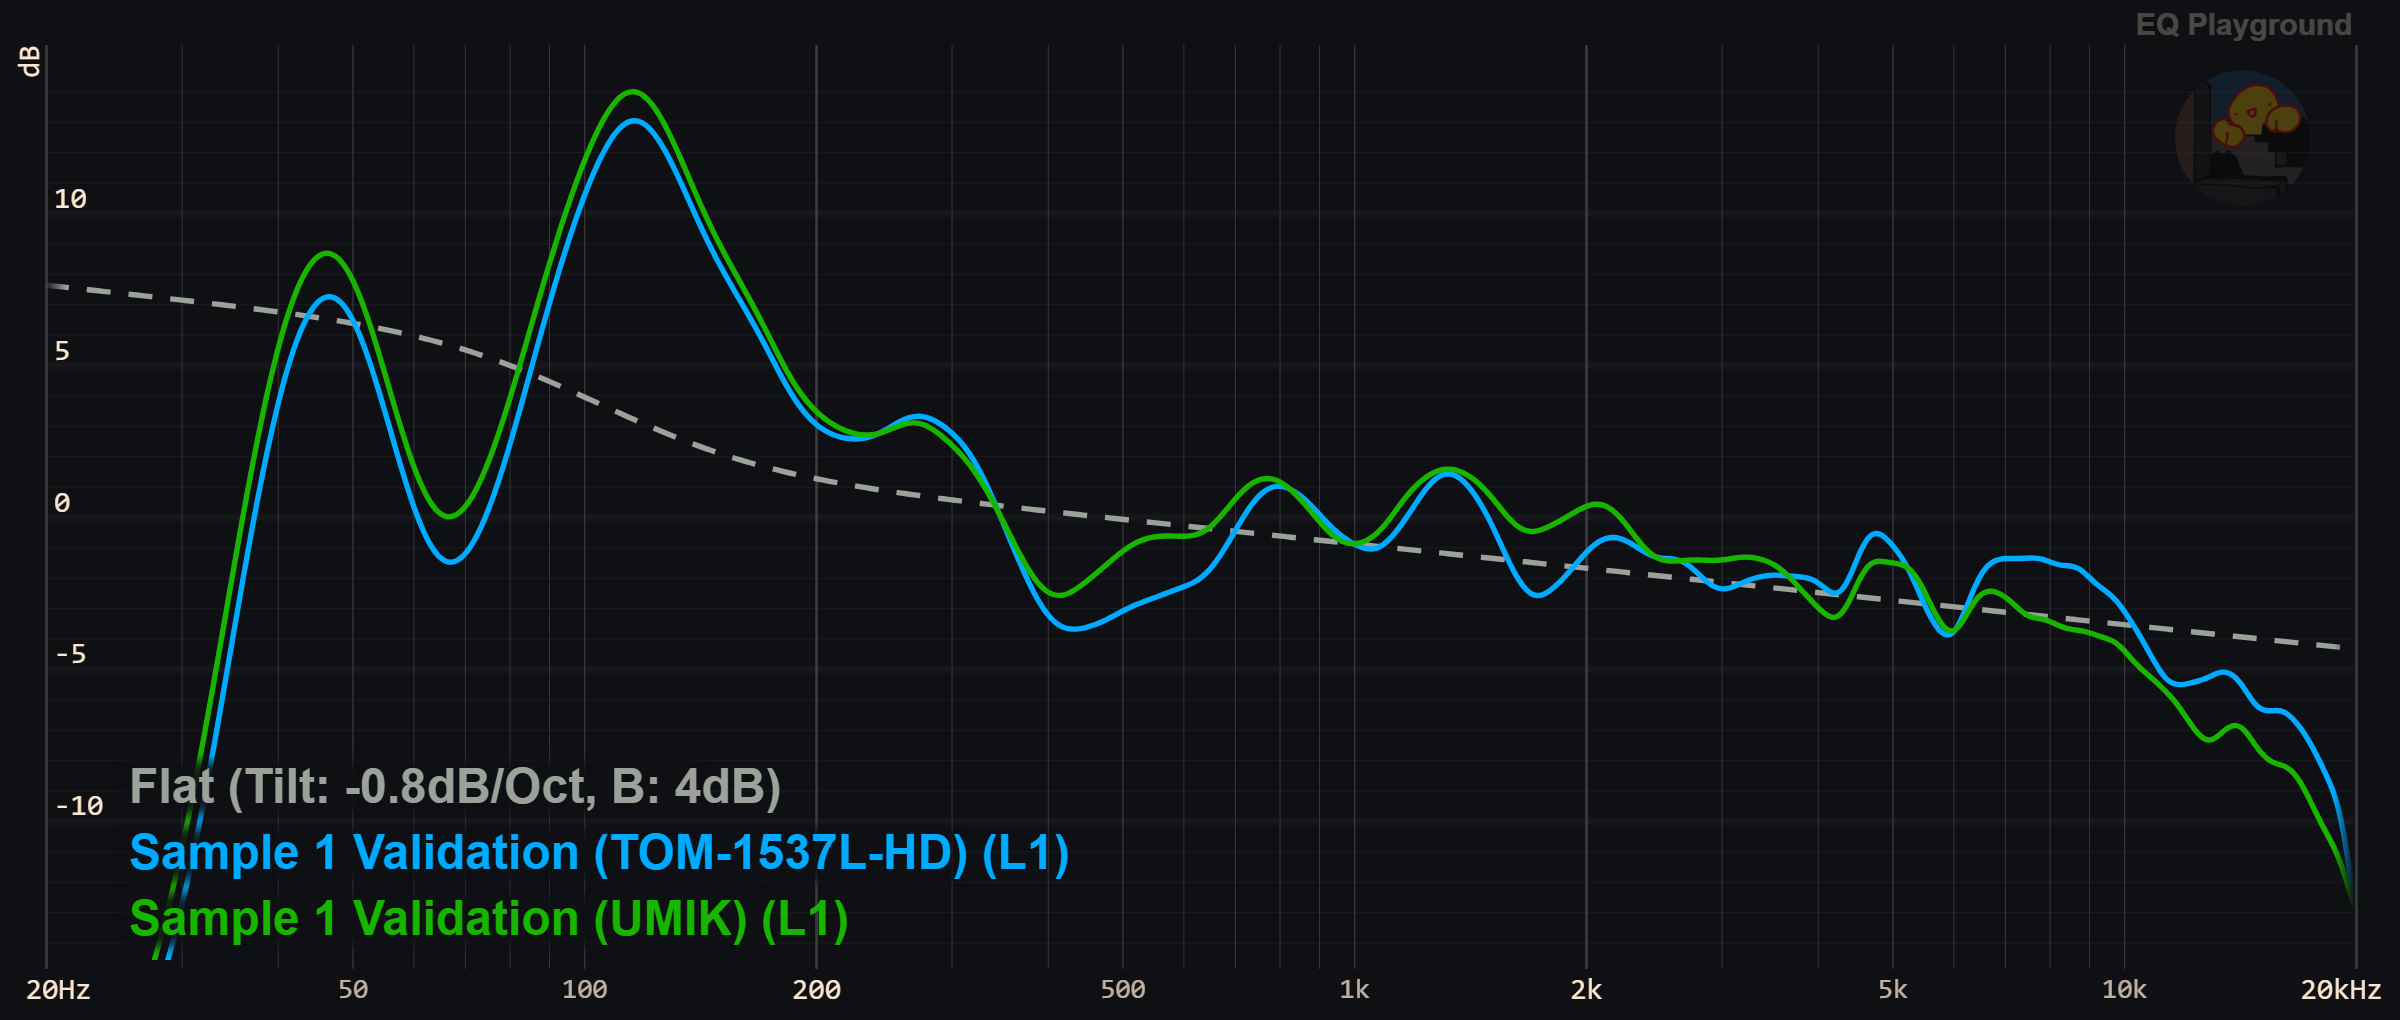 EQ Playground
dB
10
5
0
-5
-10
Flat (Tilt: -0.8dB/Oct, B: 4dB)
Sample 1 Validation (TOM-1537L-HD) (L1)
Sample 1 Validation (UMIK) (L1)
20Hz 50 100 200 500 1k 2k 5k 10k 20kHz